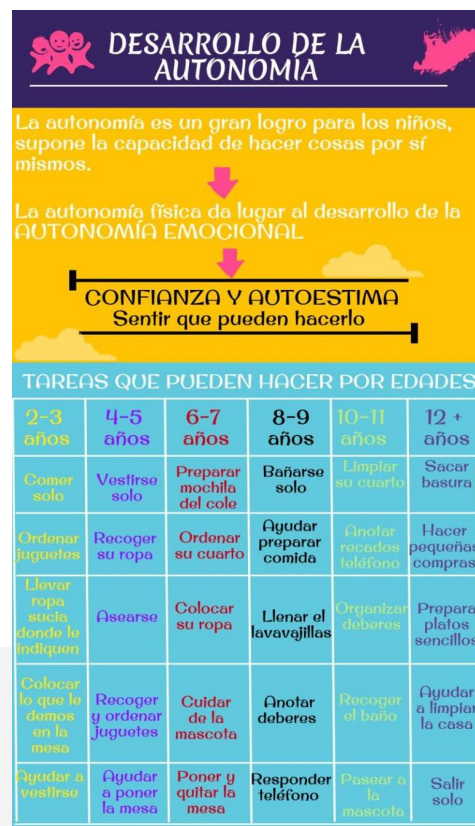 DESARROLLO DE LA
AUTONOMÍA
La autonomía es un gran logro para los niños,
supone la capacidad de hacer cosas por sí
mismos.
La autonomía física da lugar al desarrollo de la
AUTONOMÍA EMOCIONAL
CONFIANZA Y AUTOESTIMA
Sentir que pueden hacerlo
TAREAS QUE PUEDEN HACER POR EDADES
2-3 4-5 6-7 8-9 10-11 12 +
años años años años años años
Comer
solo
Vestirse
solo
Preparar
mochila
del cole
Bañarse
solo
Limpiar
su cuarto
Sacar
basura
Ordenar
juguetes
Recoger
su ropa
Ordenar
su cuarto
Ayudar
preparar
comida
Anotar
recados
teléfono
Hacer
pequeñas
compras
Llevar
ropa
sucia
donde le
indiquen
Asearse
Colocar
su ropa
Llenar el
lavavajillas
Organizar
deberes
Prepara
platos
sencillos
Colocar
lo que le
demos
en la
mesa
Recoger
y ordenar
juguetes
Cuidar
de la
mascota
Anotar
deberes
Recoger
el baño
Ayudar
a limpiar
la casa
Ayudar a
vestirse
Ayudar
a poner
la mesa
Poner y
quitar la
mesa
Responder
teléfono
Pasear a
la
mascota
Salir
solo